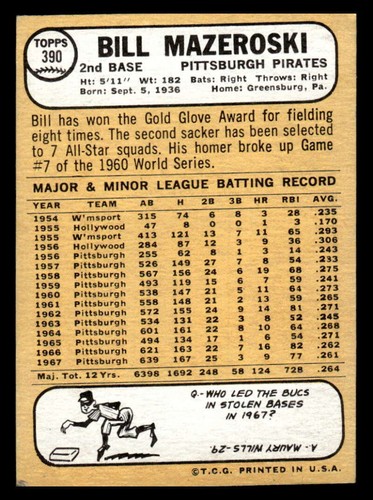 TOPPS
390
BILL MAZEROSKI
2nd BASE PITTSBURGH PIRATES
Ht: 5'11" Wt: 182 Bats: Right Throws: Right
Born: Sept. 5, 1936 Home: Greensburg, Pa.
Bill has won the Gold Glove Award for fielding
eight times. The second sacker has been selected
to 7 All-Star squads. His homer broke up Game
#7 of the 1960 World Series.
MAJOR & MINOR LEAGUE BATTING RECORD
YEAR TEAM AB H 2B 3B HR RBI AVG.
1954 W'msport 315 74 6 8 3 28 .235
1955 Hollywood 47 8 0 0 1 3 .170
1955 W'msport 413 121 13 7 11 65 .293
1956 Hollywood 284 87 12 3 9 36 .306
1956 Pittsburgh 255 62 8 1 3 14 .243
1957 Pittsburgh 526 149 27 7 8 54 .283
1958 Pittsburgh 567 156 24 6 19 68 .275
1959 Pittsburgh 493 119 15 6 7 59 .241
1960 Pittsburgh 538 147 21 5 11 64 .273
1961 Pittsburgh 558 148 21 2 13 59 .265
1962 Pittsburgh 572 155 24 9 14 81 .271
1963 Pittsburgh 534 131 22 3 8 52 .245
1964 Pittsburgh 601 161 22 8 10 64 .268
1965 Pittsburgh 494 134 17 1 6 54 .271
1966 Pittsburgh 621 163 22 7 16 82 .262
1967 Pittsburgh 639 167 25 3 9 77 .261
Maj. Tot. 12 Yrs. 6398 1692 248 58 124 728 .264
Q-WHO LED THE BUCS
IN STOLEN BASES
IN 1967?
A-MAURY WILLS-29.
© T.C.G. PRINTED IN U.S.A.